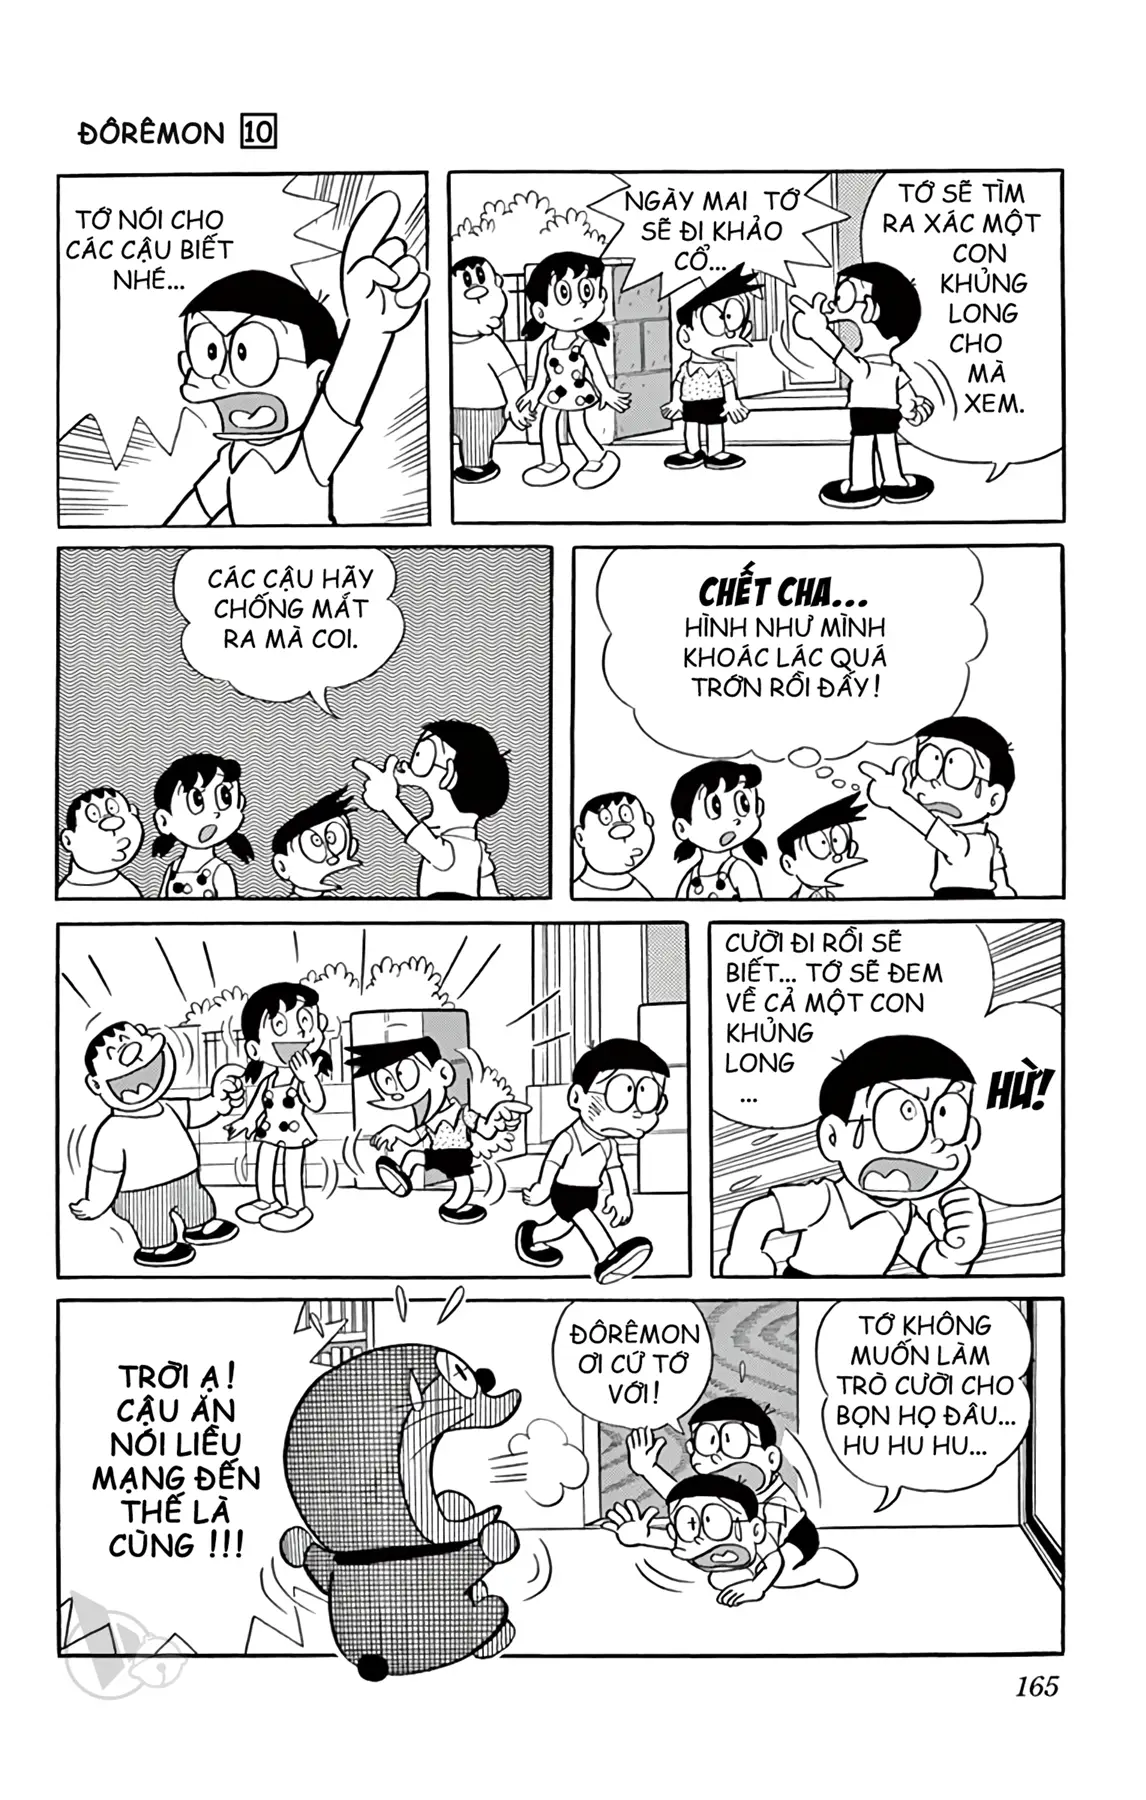 ĐÔRÊMON 10
TỚ NÓI CHO
CÁC CẬU BIẾT
NHÉ...
NGÀY MAI TỚ
SẼ ĐI KHẢO
CỔ...
TỚ SẼ TÌM
RA XÁC MỘT
CON
KHỦNG
LONG
CHO
MÀ
XEM.
CÁC CẬU HÃY
CHỐNG MẮT
RA MÀ COI.
CHẾT CHA...
HÌNH NHƯ MÌNH
KHOÁC LÁC QUÁ
TRỚN RỒI ĐẤY!
CƯỜI ĐI RỒI SẼ
BIẾT... TỚ SẼ ĐEM
VỀ CẢ MỘT CON
KHỦNG
LONG
...
HỪ!
TRỜI Ạ!
CẬU ĂN
NÓI LIỀU
MẠNG ĐẾN
THẾ LÀ
CÙNG !!!
ĐÔRÊMON
ƠI CỨ TỚ
VỚI!
TỚ KHÔNG
MUỐN LÀM
TRÒ CƯỜI CHO
BỌN HỌ ĐÂU...
HU HU HU...
165